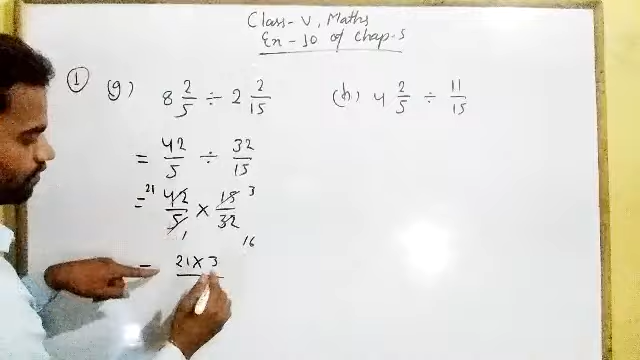 Class-V, Maths
Ex-10 of Chap-5
① (g) 8 2/5 ÷ 2 2/15
= 42/5 ÷ 32/15
= 21 42/5 1 × 15/32 3 16
= 21×3
(h) 4 2/5 ÷ 11/15